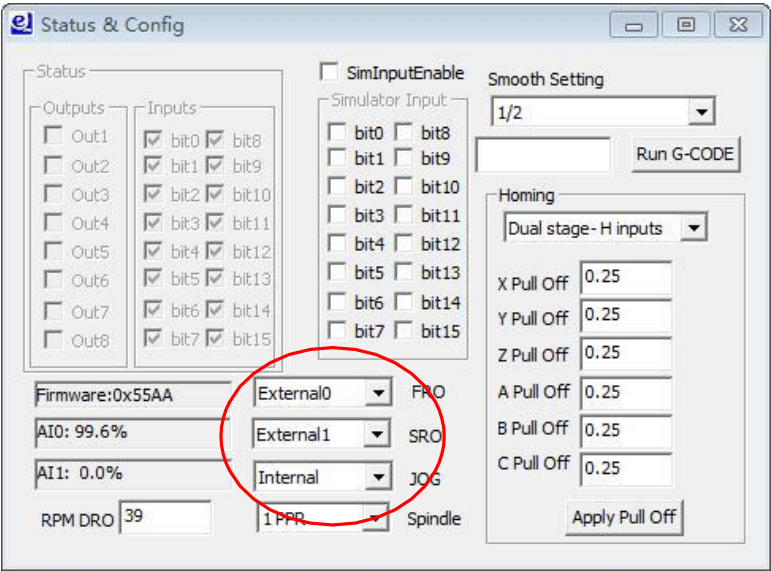 Status & Config
Status
Outputs
Out1
Out2
Out3
Out4
Out5
Out6
Out7
Out8
Inputs
bit0 bit8
bit1 bit9
bit2 bit10
bit3 bit11
bit4 bit12
bit5 bit13
bit6 bit14
bit7 bit15
SimInputEnable
Simulator Input
bit0 bit8
bit1 bit9
bit2 bit10
bit3 bit11
bit4 bit12
bit5 bit13
bit6 bit14
bit7 bit15
Smooth Setting
1/2
Run G-CODE
Homing
Dual stage- H inputs
X Pull Off 0.25
Y Pull Off 0.25
Z Pull Off 0.25
A Pull Off 0.25
B Pull Off 0.25
C Pull Off 0.25
Apply Pull Off
Firmware:0x55AA
External0 FRO
AI0: 99.6%
External1 SRO
AI1: 0.0%
Internal JOG
RPM DRO 39
1 PPR Spindle